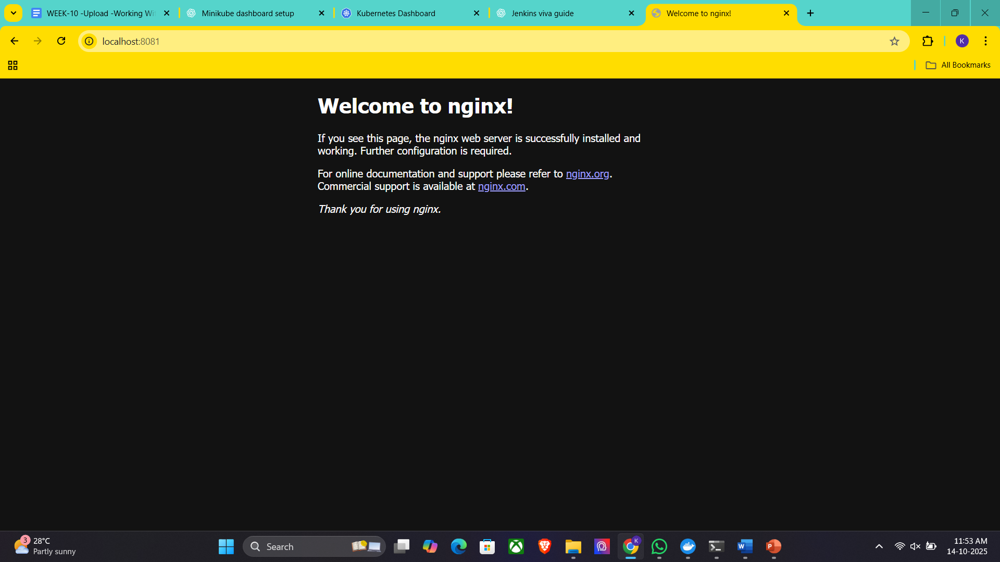 WEEK-10 -Upload -Working Wi
Minikube dashboard setup
Kubernetes Dashboard
Jenkins viva guide
Welcome to nginx!
localhost:8081
K
All Bookmarks
Welcome to nginx!
If you see this page, the nginx web server is successfully installed and
working. Further configuration is required.
For online documentation and support please refer to nginx.org.
Commercial support is available at nginx.com.
Thank you for using nginx.
3
28°C
Partly sunny
Search
K
W
P
11:53 AM
14-10-2025